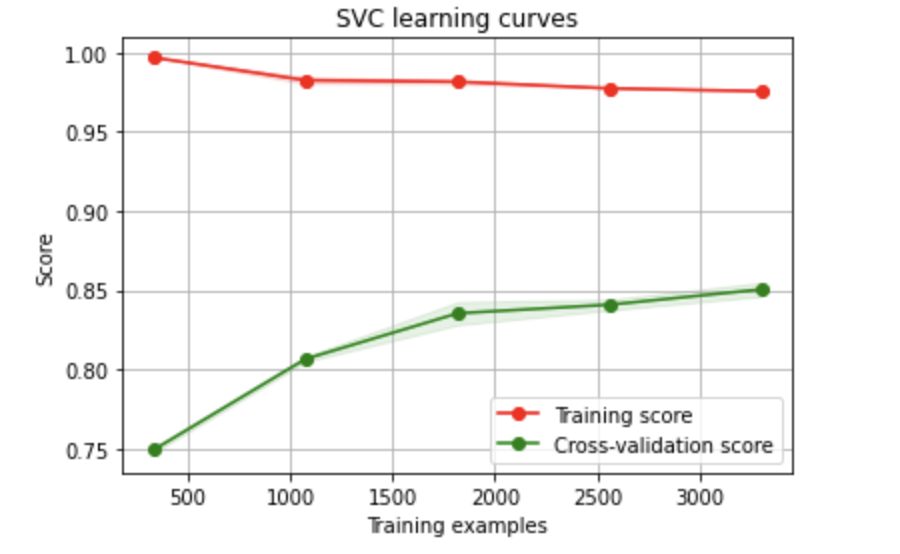 SVC learning curves
1.00
0.95
0.90
0.85
0.80
0.75
Score
Training score
Cross-validation score
500 1000 1500 2000 2500 3000
Training examples